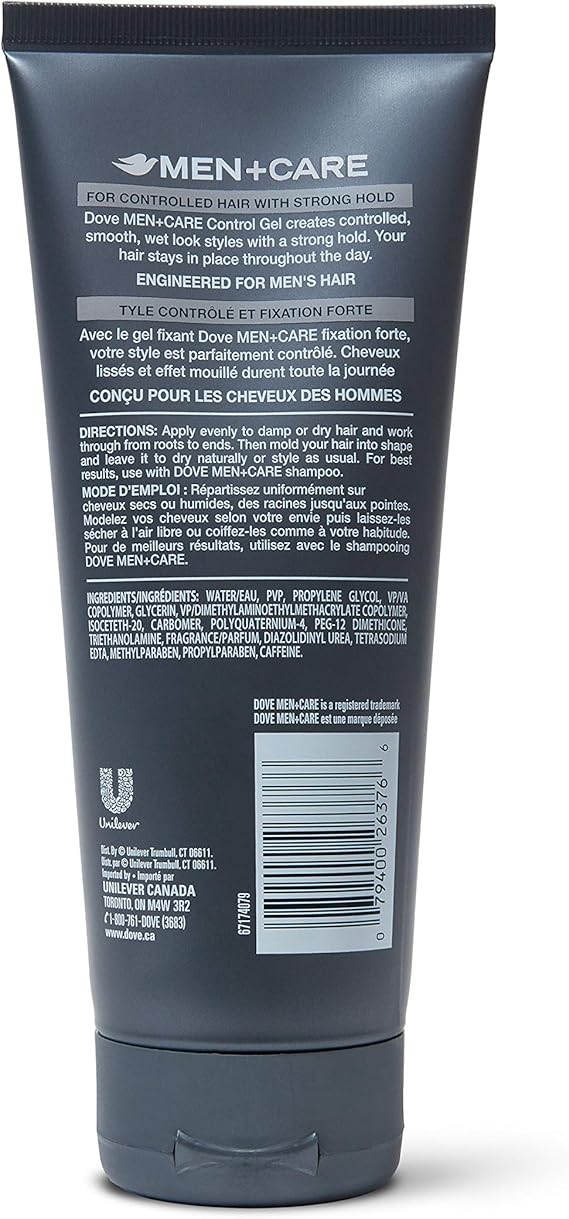 MEN+CARE
FOR CONTROLLED HAIR WITH STRONG HOLD
Dove MEN+CARE Control Gel creates controlled,
smooth, wet look styles with a strong hold. Your
hair stays in place throughout the day.
ENGINEERED FOR MEN'S HAIR
TYLE CONTRÔLÉ ET FIXATION FORTE
Avec le gel fixant Dove MEN+CARE fixation forte,
votre style est parfaitement contrôlé. Cheveux
lissés et effet mouillé durent toute la journée
CONÇU POUR LES CHEVEUX DES HOMMES
DIRECTIONS: Apply evenly to damp or dry hair and work
through from roots to ends. Then mold your hair into shape
and leave it to dry naturally or style as usual. For best
results, use with DOVE MEN+CARE shampoo.
MODE D'EMPLOI : Répartissez uniformément sur
cheveux secs ou humides, des racines jusqu'aux pointes.
Modelez vos cheveux selon votre envie puis laissez-les
sécher à l'air libre ou coiffez-les comme à votre habitude.
Pour de meilleurs résultats, utilisez avec le shampooing
DOVE MEN+CARE.
INGREDIENTS/INGRÉDIENTS: WATER/EAU, PVP, PROPYLENE GLYCOL, VP/VA
COPOLYMER, GLYCERIN, VP/DIMETHYLAMINOETHYLMETHACRYLATE COPOLYMER,
ISOCETETH-20, CARBOMER, POLYQUATERNIUM-4, PEG-12 DIMETHICONE,
TRIETHANOLAMINE, FRAGRANCE/PARFUM, DIAZOLIDINYL UREA, TETRASODIUM
EDTA, METHYLPARABEN, PROPYLPARABEN, CAFFEINE.
DOVE MEN+CARE is a registered trademark
DOVE MEN+CARE est une marque déposée
Unilever
Dist. By © Unilever Trumbull, CT 06611.
Distr. par © Unilever Trumbull, CT 06611.
Imported by • Importé par
UNILEVER CANADA
TORONTO, ON M4W 3R2
1-800-761-DOVE (3683)
www.dove.ca
67174079
0 79400 26376 6